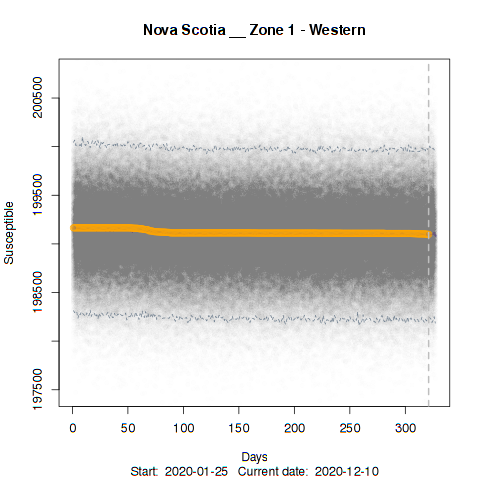 Nova Scotia __ Zone 1 - Western
Susceptible
200500
199500
198500
197500
0 50 100 150 200 250 300
Days
Start: 2020-01-25 Current date: 2020-12-10